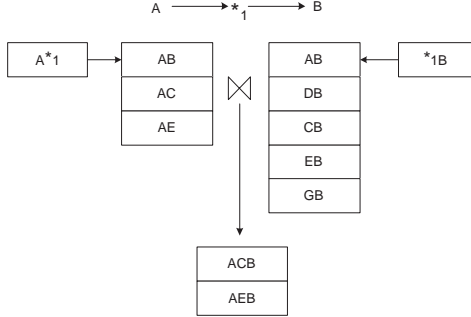 A *1 B
A*1 AB AB *1B
AC DB
AE CB
EB
GB
ACB
AEB